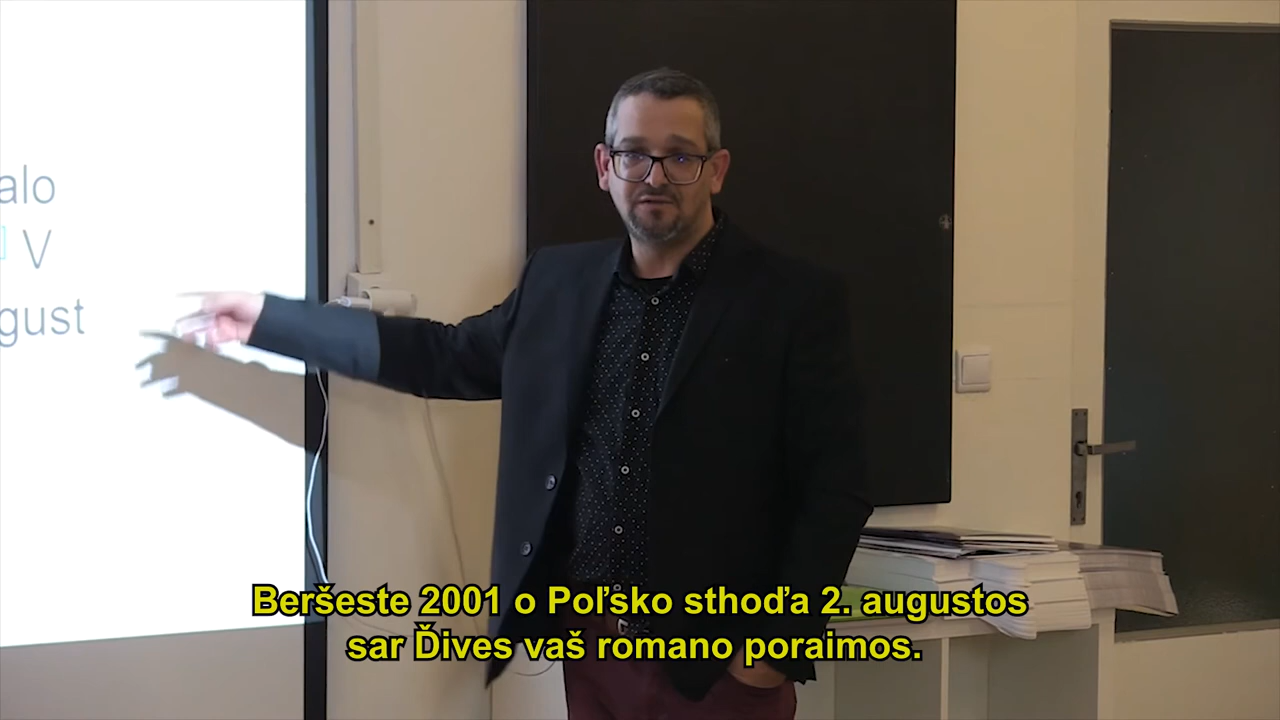 alo
V
gust
Beršeste 2001 o Poľsko sthoďa 2. augustos
sar Ďives vaš romano poraimos.